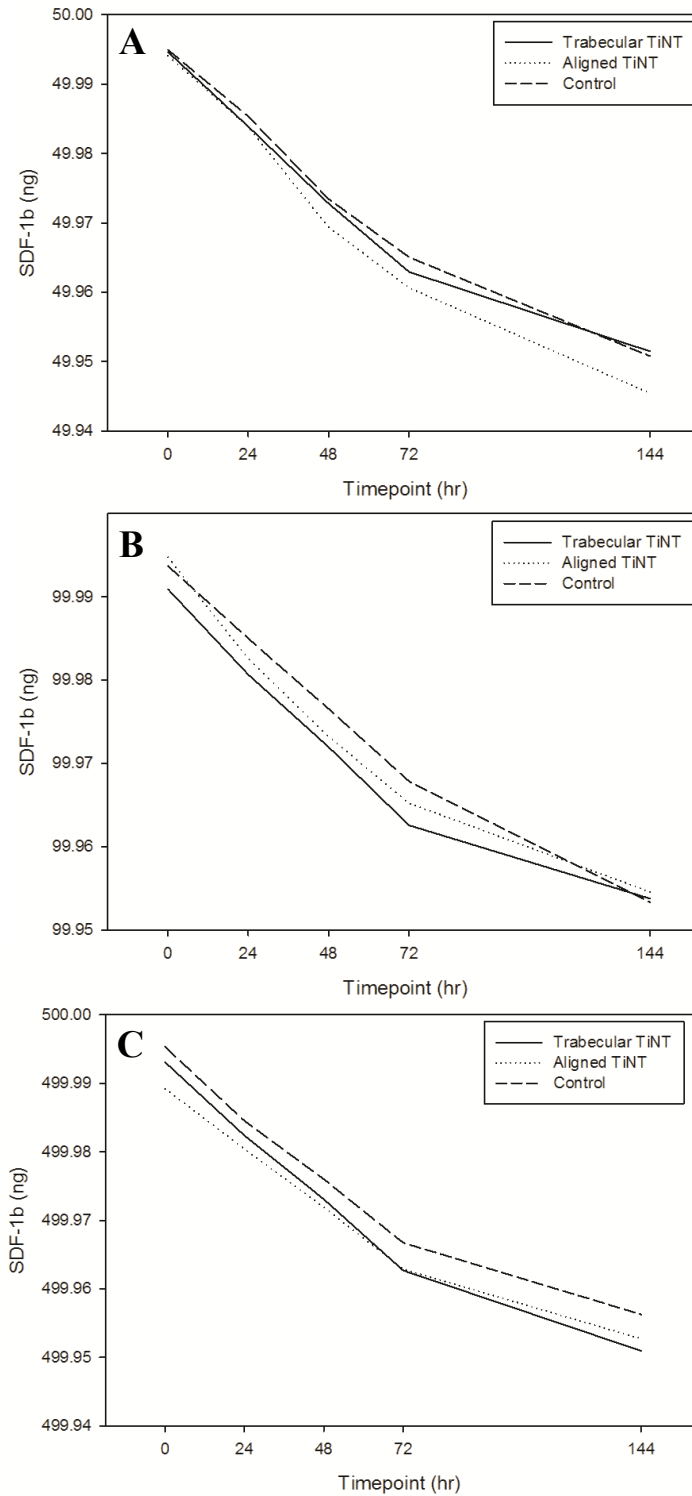 A
Trabecular TiNT
Aligned TiNT
Control
50.00
49.99
49.98
49.97
49.96
49.95
49.94
SDF-1b (ng)
0 24 48 72 144
Timepoint (hr)
B
Trabecular TiNT
Aligned TiNT
Control
99.99
99.98
99.97
99.96
99.95
SDF-1b (ng)
0 24 48 72 144
Timepoint (hr)
C
Trabecular TiNT
Aligned TiNT
Control
500.00
499.99
499.98
499.97
499.96
499.95
499.94
SDF-1b (ng)
0 24 48 72 144
Timepoint (hr)